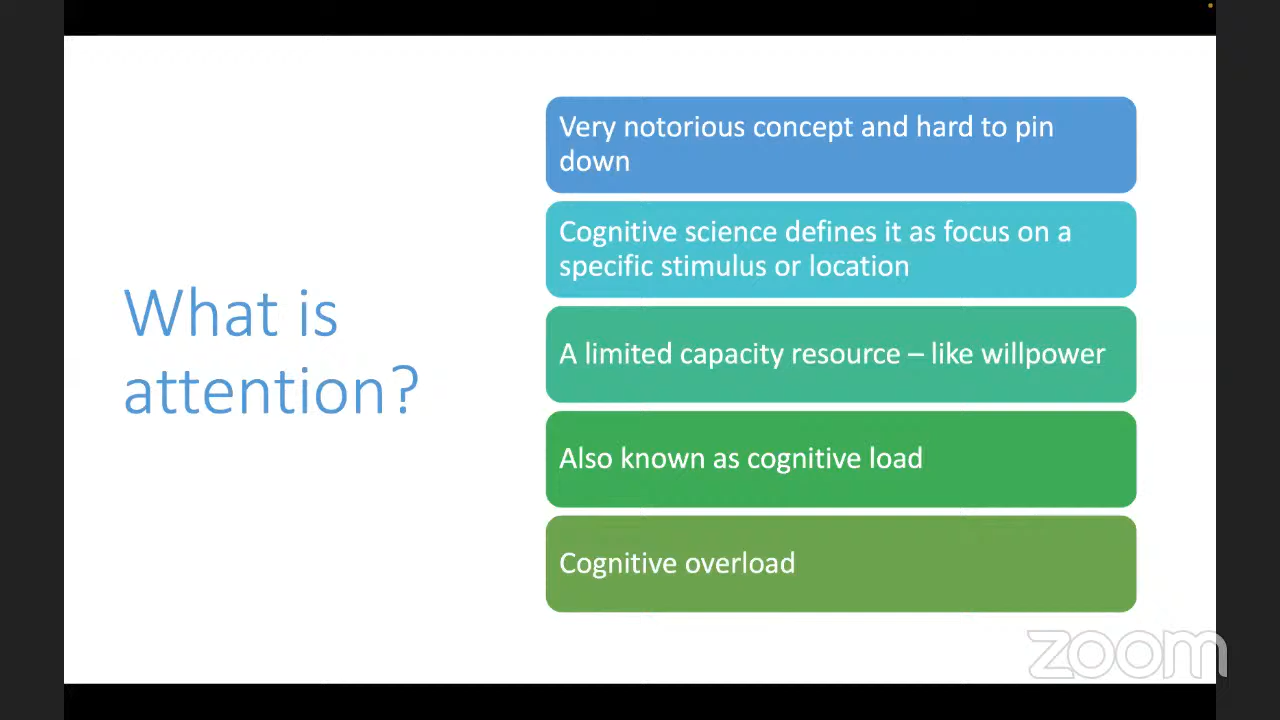 What is
attention?
Very notorious concept and hard to pin
down
Cognitive science defines it as focus on a
specific stimulus or location
A limited capacity resource – like willpower
Also known as cognitive load
Cognitive overload
zoom